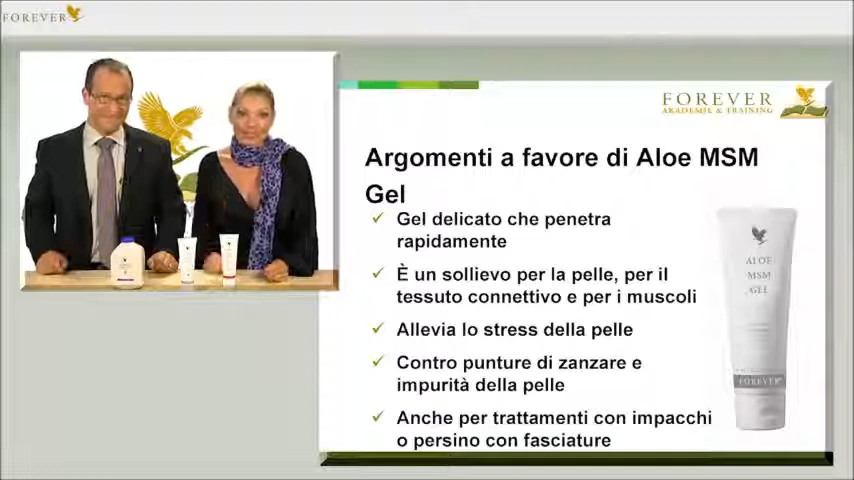 FOREVER
FOREVER
AKADEMIE & TRAINING
Argomenti a favore di Aloe MSM
Gel
Gel delicato che penetra
rapidamente
È un sollievo per la pelle, per il
tessuto connettivo e per i muscoli
Allevia lo stress della pelle
Contro punture di zanzare e
impurità della pelle
Anche per trattamenti con impacchi
o persino con fasciature
ALOE
MSM
GEL
FOREVER